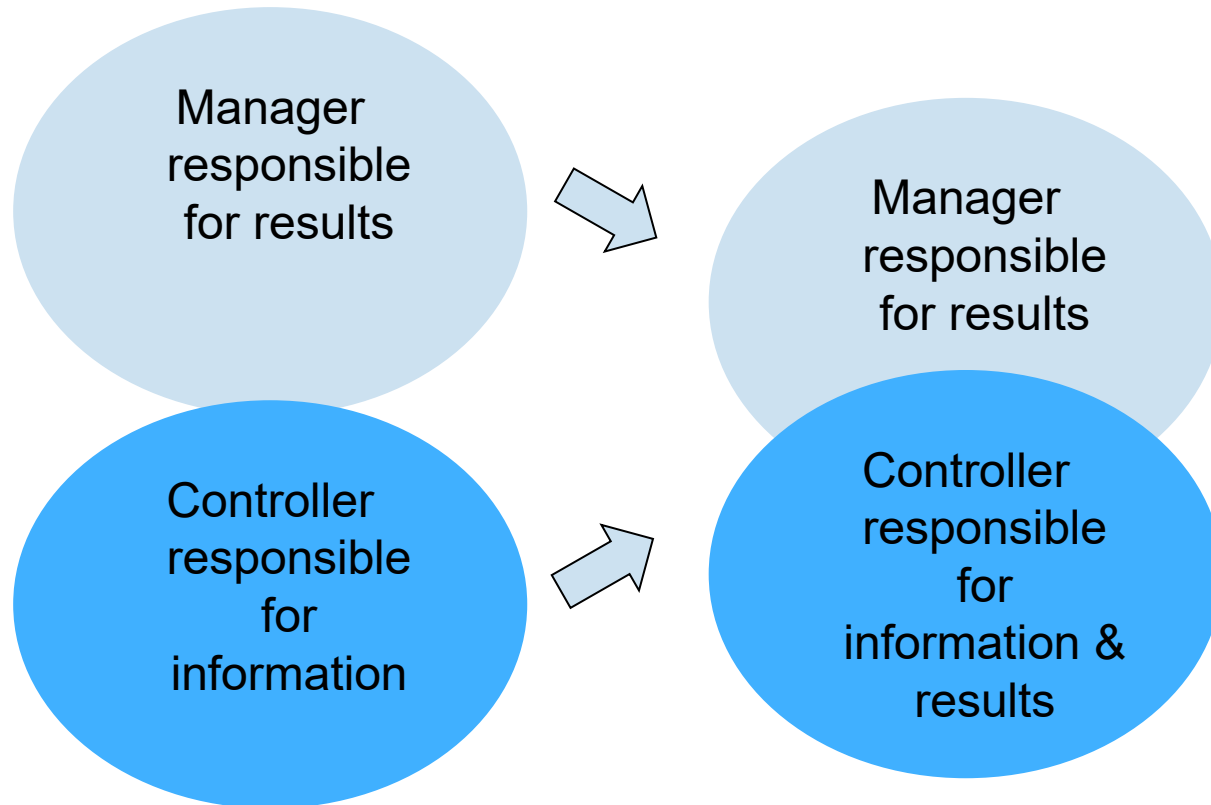 Manager
responsible
for results
Controller
responsible
for
information
Manager
responsible
for results
Controller
responsible
for
information &
results